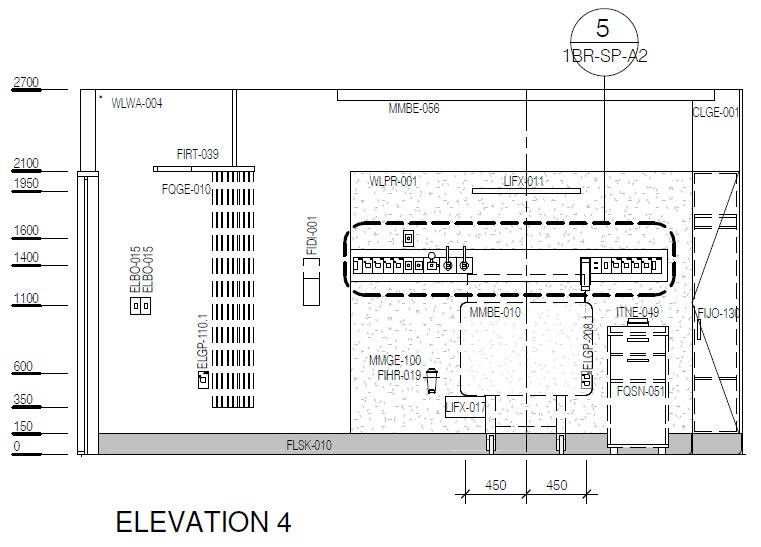 5
1BR-SP-A2
2700
WLWA-004
MMBE-056
CLGE-001
FIRT-039
2100
1950
FQGE-010
WLPR-001
LIFX-011
1600
FIDI-001
ELBO-015
ELBO-015
1400
1100
MMBE-010
ITNE-049
FIJO-130
ELGP-110.1
ELGP-208.1
MMGE-100
FIHR-019
600
FQSN-051
350
LIFX-017
150
0
FLSK-010
450
450
ELEVATION 4